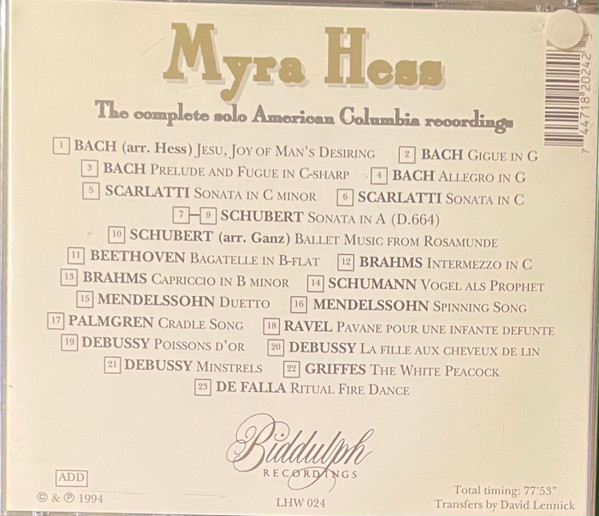 Myra Hess
The complete solo American Columbia recordings
1 BACH (arr. Hess) JESU, JOY OF MAN'S DESIRING 2 BACH GIGUE IN G
3 BACH PRELUDE AND FUGUE IN C-SHARP 4 BACH ALLEGRO IN G
5 SCARLATTI SONATA IN C MINOR 6 SCARLATTI SONATA IN C
7–9 SCHUBERT SONATA IN A (D.664)
10 SCHUBERT (arr. Ganz) BALLET MUSIC FROM ROSAMUNDE
11 BEETHOVEN BAGATELLE IN B-FLAT 12 BRAHMS INTERMEZZO IN C
13 BRAHMS CAPRICCIO IN B MINOR 14 SCHUMANN VOGEL ALS PROPHET
15 MENDELSSOHN DUETTO 16 MENDELSSOHN SPINNING SONG
17 PALMGREN CRADLE SONG 18 RAVEL PAVANE POUR UNE INFANTE DEFUNTE
19 DEBUSSY POISSONS D'OR 20 DEBUSSY LA FILLE AUX CHEVEUX DE LIN
21 DEBUSSY MINSTRELS 22 GRIFFES THE WHITE PEACOCK
23 DE FALLA RITUAL FIRE DANCE
Biddulph
RECORDINGS
ADD
© & ℗ 1994
LHW 024
Total timing: 77'53"
Transfers by David Lennick
7 44718 20242